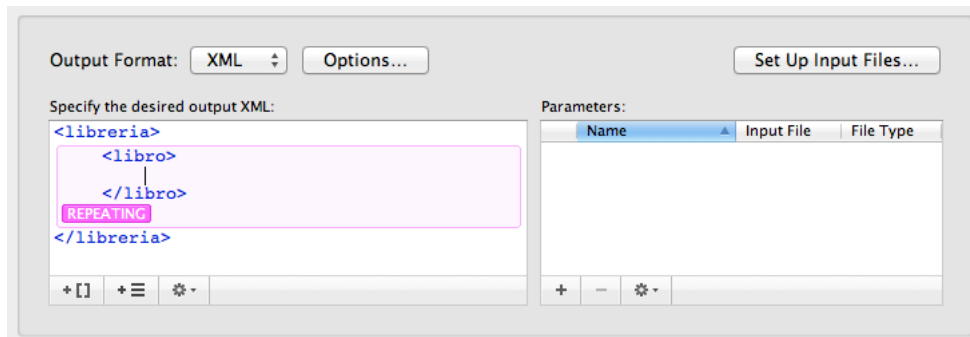 Output Format: XML Options... Set Up Input Files...
Specify the desired output XML: Parameters:
<libreria> Name Input File File Type
<libro>
</libro>
REPEATING
</libreria>